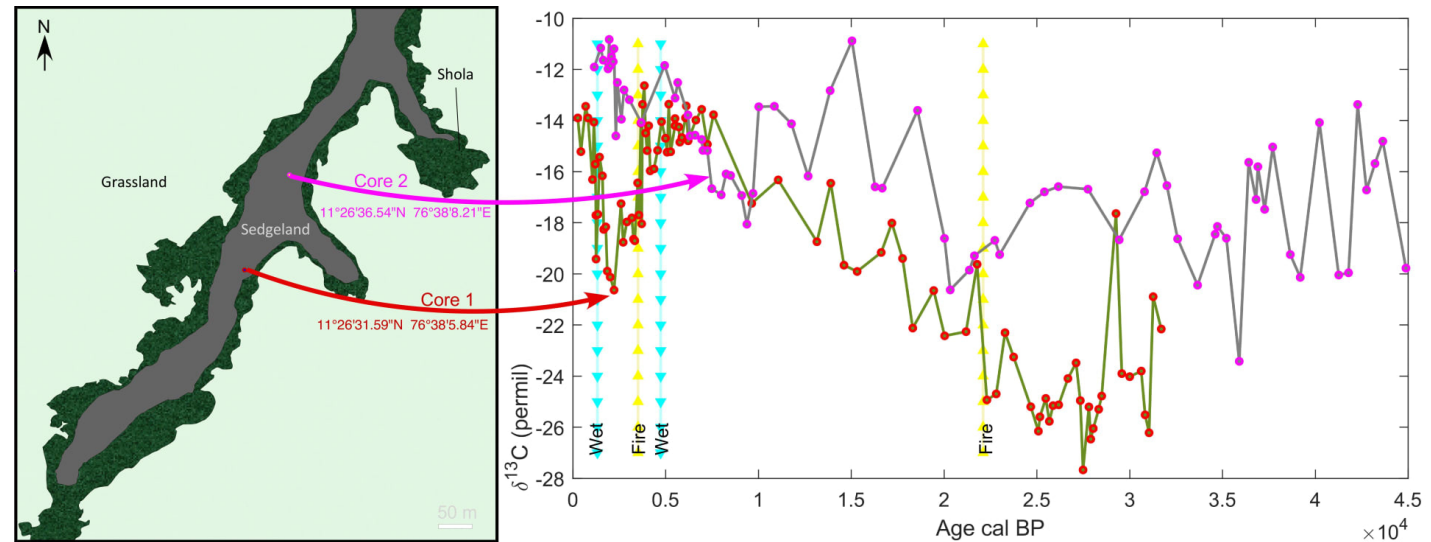 N
Shola
Grassland
Core 2
11°26'36.54"N 76°38'8.21"E
Sedgeland
Core 1
11°26'31.59"N 76°38'5.84"E
50 m
δ13C (permil)
-10
-12
-14
-16
-18
-20
-22
-24
-26
-28
Wet
Fire
Wet
Fire
0
0.5
1
1.5
2
2.5
3
3.5
4
4.5
Age cal BP
×10⁴